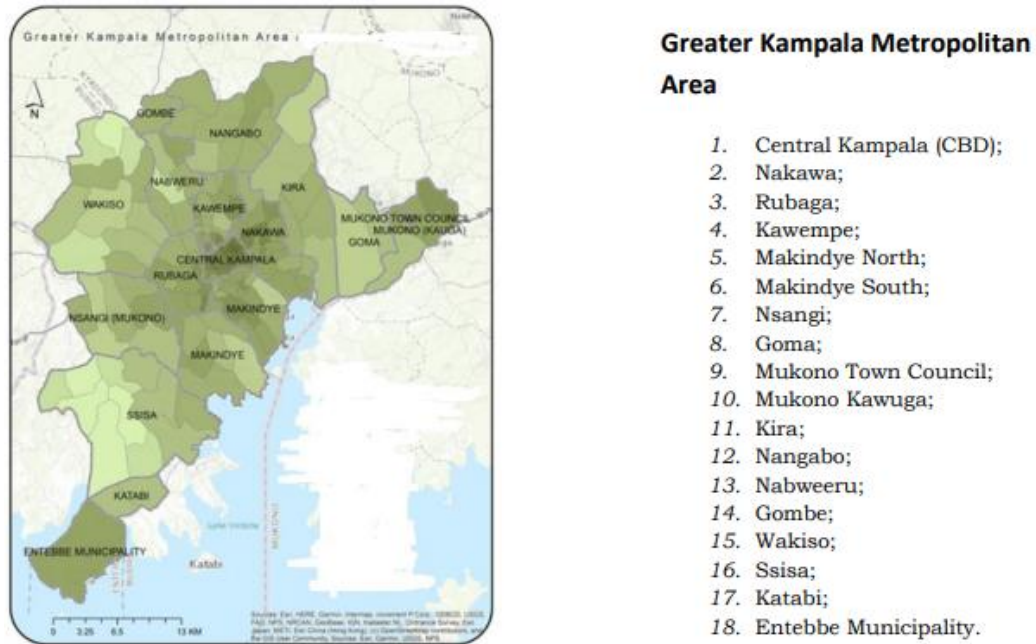 Greater Kampala Metropolitan Area
N
GOMBE
NANGABO
NABWERU
KIRA
WAKISO
KAWEMPE
MUKONO TOWN COUNCIL
MUKONO (KAUGA)
NAKAWA
GOMA
CENTRAL KAMPALA
RUBAGA
MAKINDYE
NSANGI (MUKONO)
MAKINDYE
SSISA
KATABI
ENTEBBE MUNICIPALITY
Katabi
Lake Victoria
MUKONO
MUKONO
0 3.25 6.5 13 KM
Greater Kampala Metropolitan
Area
1. Central Kampala (CBD);
2. Nakawa;
3. Rubaga;
4. Kawempe;
5. Makindye North;
6. Makindye South;
7. Nsangi;
8. Goma;
9. Mukono Town Council;
10. Mukono Kawuga;
11. Kira;
12. Nangabo;
13. Nabweeru;
14. Gombe;
15. Wakiso;
16. Ssisa;
17. Katabi;
18. Entebbe Municipality.